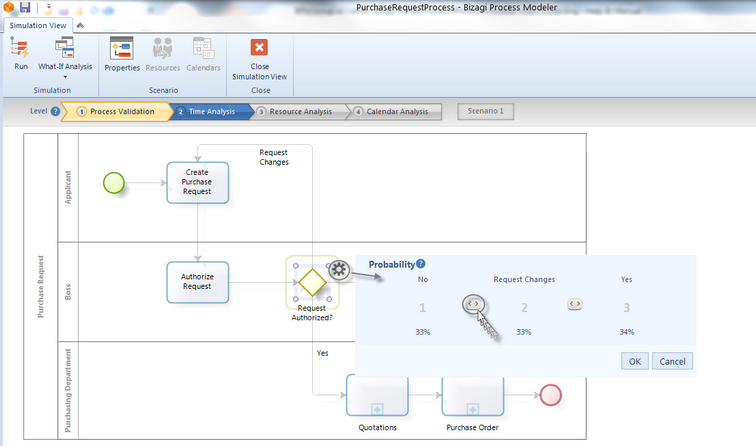 PurchaseRequestProcess - Bizagi Process Modeler
Simulation View
Run
What-If Analysis
Properties
Resources
Calendars
Close
Simulation View
Simulation
Scenario
Close
Level ?
1 Process Validation
2 Time Analysis
3 Resource Analysis
4 Calendar Analysis
Scenario 1
Purchase Request
Applicant
Create
Purchase
Request
Request
Changes
Boss
Authorize
Request
Request
Authorized?
Probability ?
No
Request Changes
Yes
1
2
3
33%
33%
34%
OK
Cancel
Purchasing Department
Yes
Quotations
Purchase Order